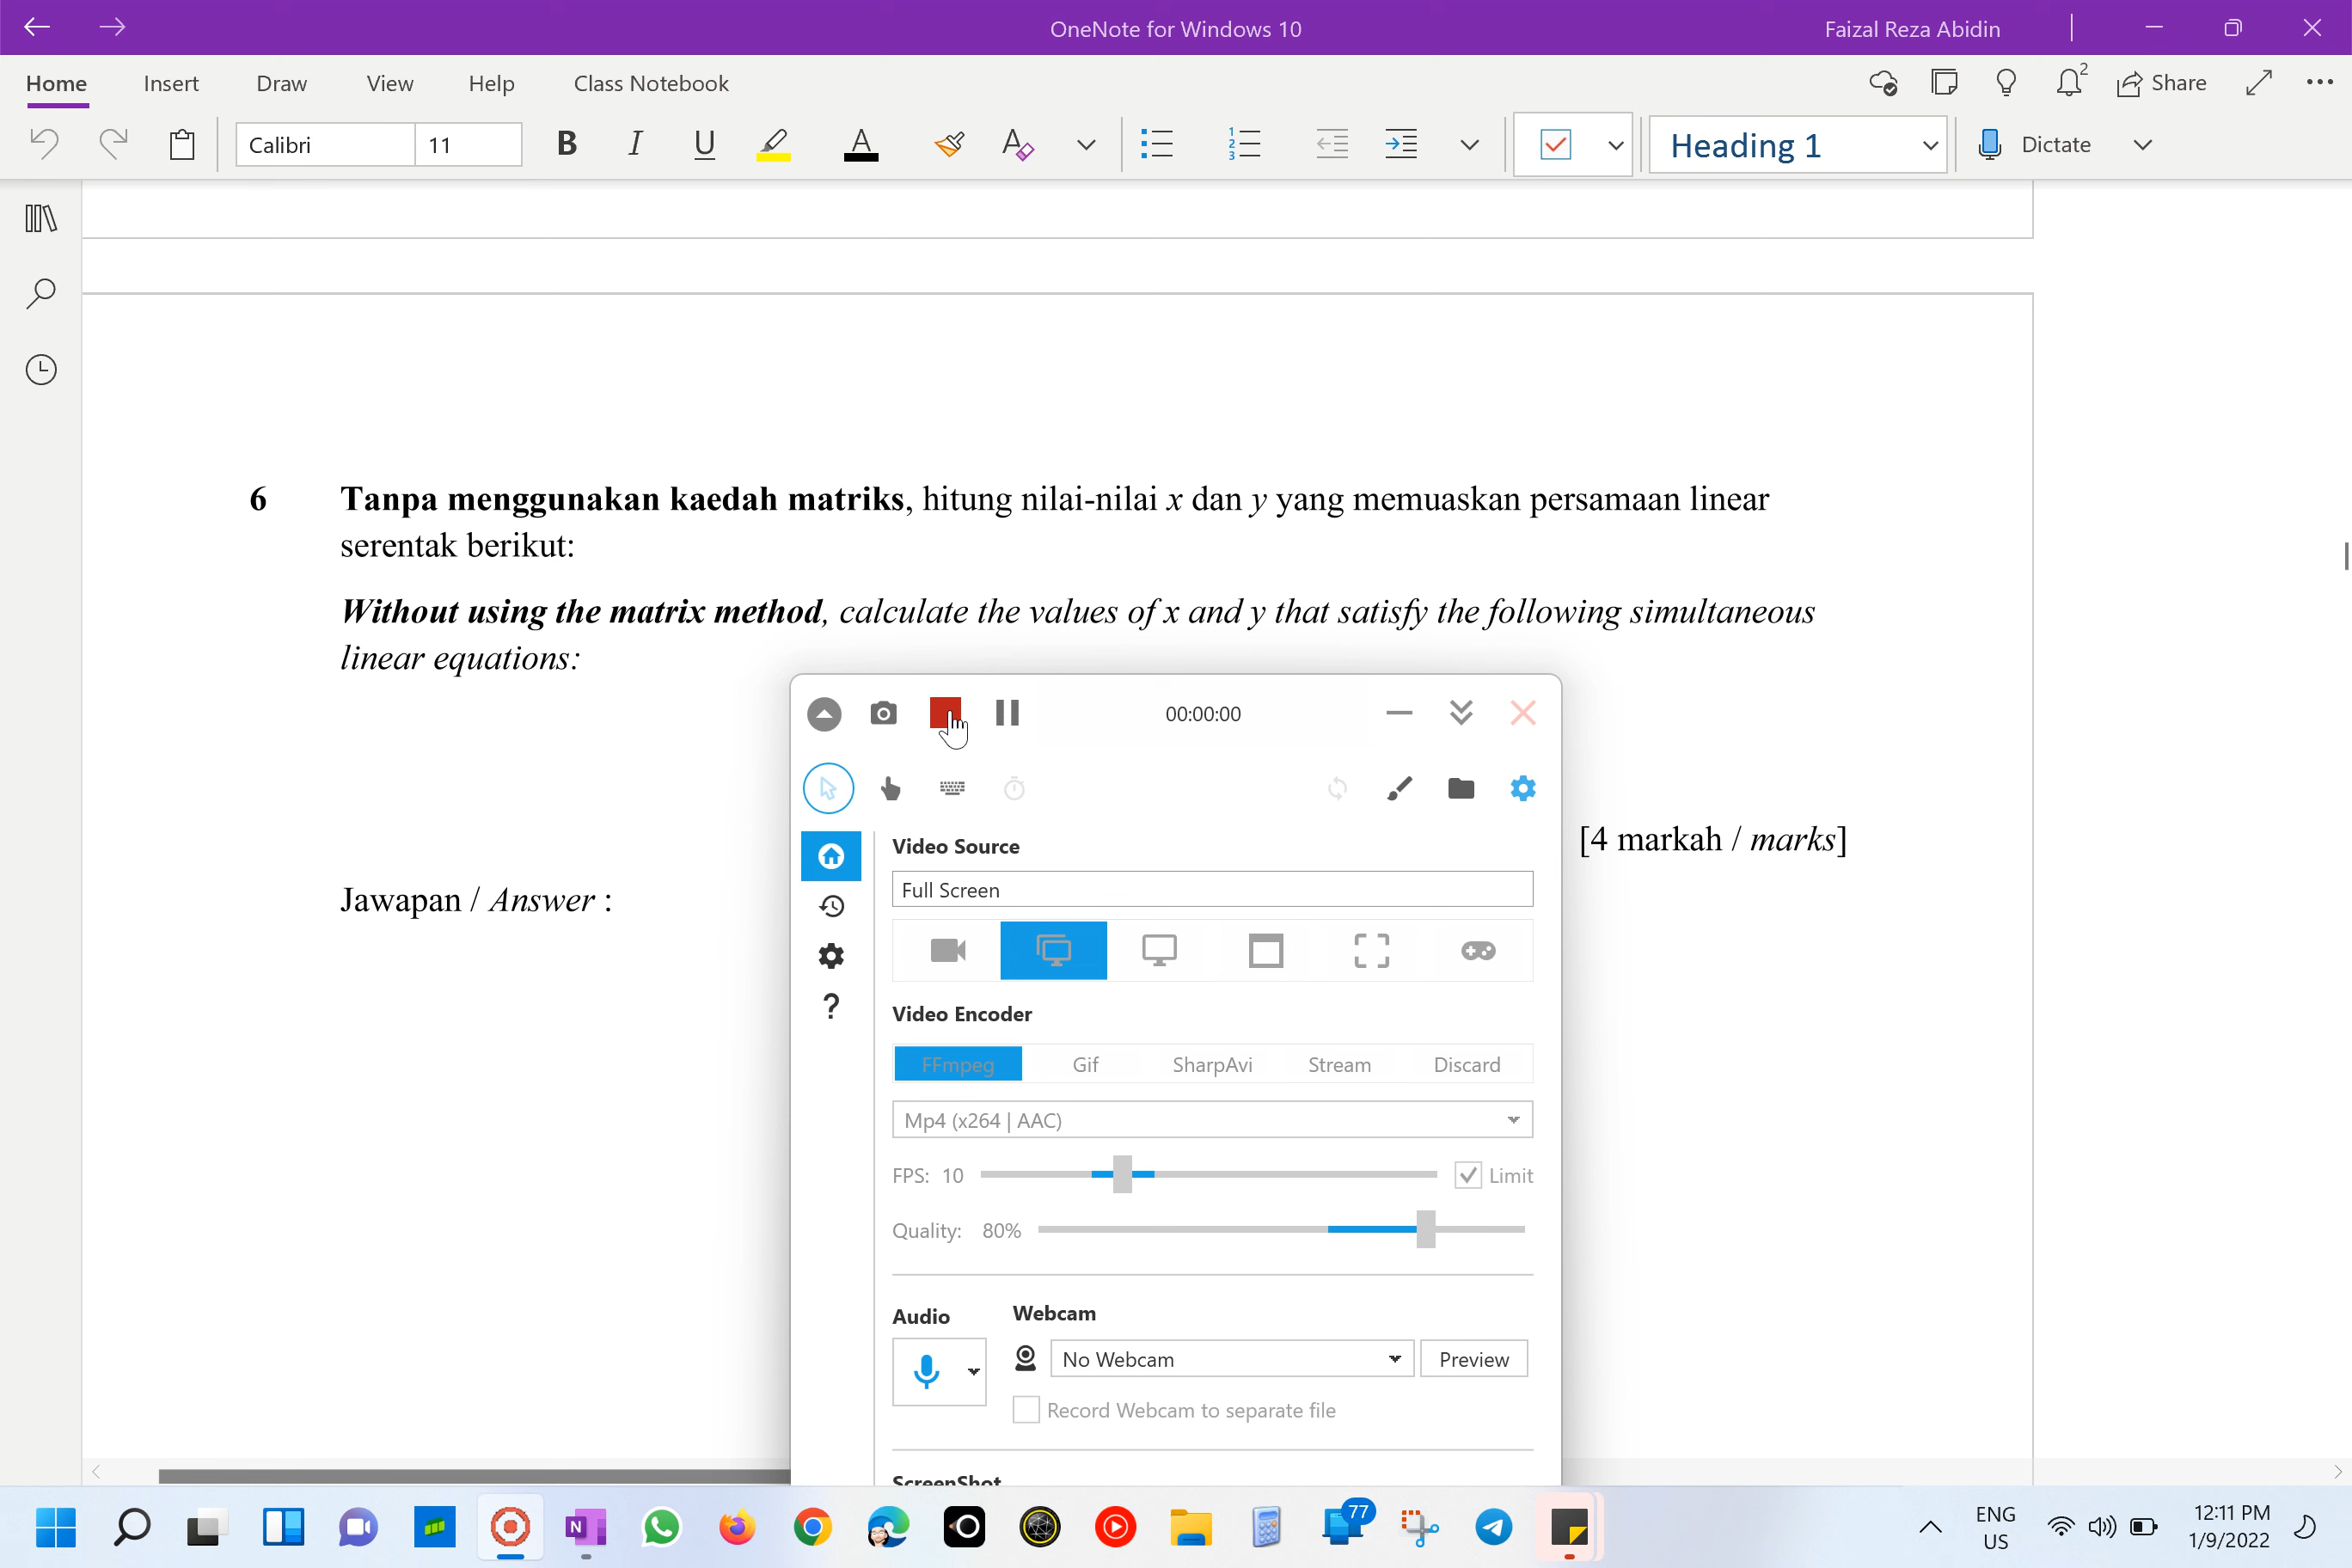 OneNote for Windows 10
Faizal Reza Abidin
Home Insert Draw View Help Class Notebook
2
Share
Calibri 11 B I U A A
Heading 1
Dictate
6 Tanpa menggunakan kaedah matriks, hitung nilai-nilai x dan y yang memuaskan persamaan linear
serentak berikut:
Without using the matrix method, calculate the values of x and y that satisfy the following simultaneous
linear equations:
00:00:00
[4 markah / marks]
Jawapan / Answer :
Video Source
Full Screen
Video Encoder
FFmpeg Gif SharpAvi Stream Discard
Mp4 (x264 | AAC)
FPS: 10 Limit
Quality: 80%
Audio Webcam
No Webcam Preview
Record Webcam to separate file
ScreenShot
77
ENG
US
12:11 PM
1/9/2022